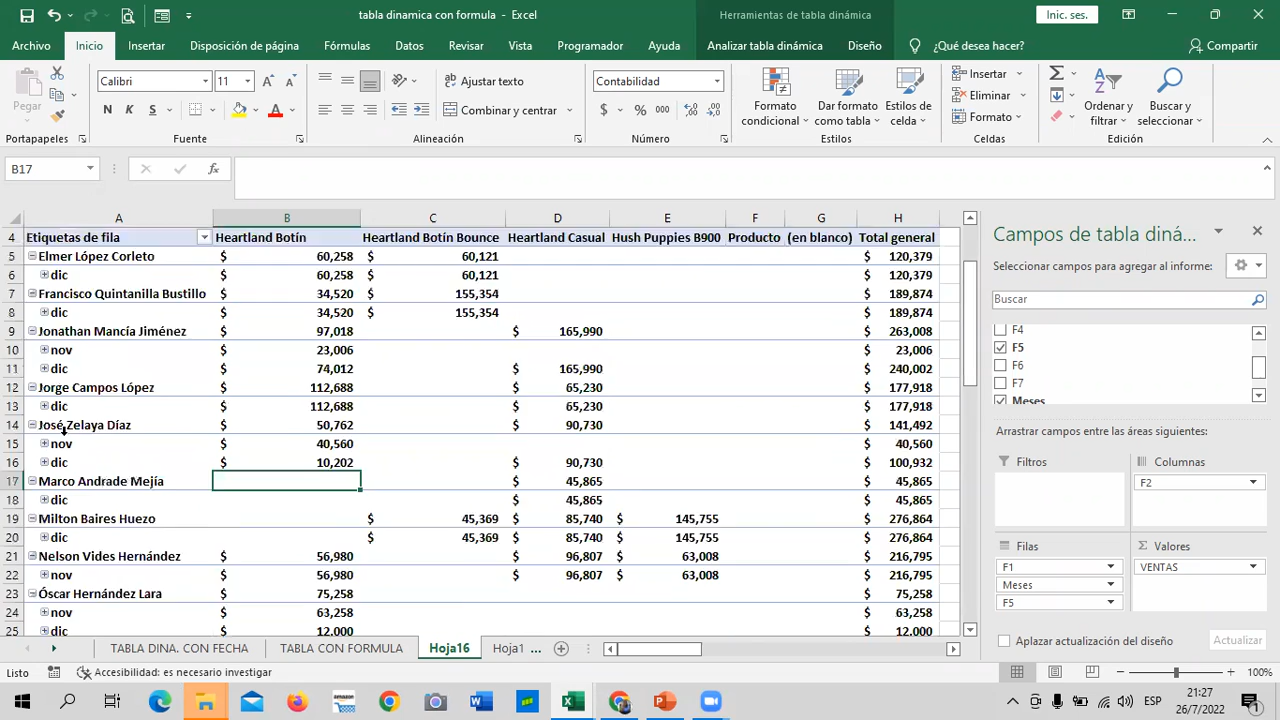 tabla dinamica con formula - Excel
Herramientas de tabla dinámica
Inic. ses.
Archivo Inicio Insertar Disposición de página Fórmulas Datos Revisar Vista Programador Ayuda Analizar tabla dinámica Diseño ¿Qué desea hacer? Compartir
Pegar
Calibri 11
N K S
Ajustar texto
Combinar y centrar
Contabilidad
$ % 000
Formato condicional
Dar formato como tabla
Estilos de celda
Insertar
Eliminar
Formato
Ordenar y filtrar
Buscar y seleccionar
Portapapeles Fuente Alineación Número Estilos Celdas Edición
B17 fx
A B C D E F G H
4 Etiquetas de fila Heartland Botín Heartland Botín Bounce Heartland Casual Hush Puppies B900 Producto (en blanco) Total general
5 Elmer López Corleto $ 60,258 $ 60,121 $ 120,379
6 dic $ 60,258 $ 60,121 $ 120,379
7 Francisco Quintanilla Bustillo $ 34,520 $ 155,354 $ 189,874
8 dic $ 34,520 $ 155,354 $ 189,874
9 Jonathan Mancía Jiménez $ 97,018 $ 165,990 $ 263,008
10 nov $ 23,006 $ 23,006
11 dic $ 74,012 $ 165,990 $ 240,002
12 Jorge Campos López $ 112,688 $ 65,230 $ 177,918
13 dic $ 112,688 $ 65,230 $ 177,918
14 José Zelaya Díaz $ 50,762 $ 90,730 $ 141,492
15 nov $ 40,560 $ 40,560
16 dic $ 10,202 $ 90,730 $ 100,932
17 Marco Andrade Mejía $ 45,865 $ 45,865
18 dic $ 45,865 $ 45,865
19 Milton Baires Huezo $ 45,369 $ 85,740 $ 145,755 $ 276,864
20 dic $ 45,369 $ 85,740 $ 145,755 $ 276,864
21 Nelson Vides Hernández $ 56,980 $ 96,807 $ 63,008 $ 216,795
22 nov $ 56,980 $ 96,807 $ 63,008 $ 216,795
23 Óscar Hernández Lara $ 75,258 $ 75,258
24 nov $ 63,258 $ 63,258
25 dic $ 12,000 $ 12,000
Campos de tabla diná...
Seleccionar campos para agregar al informe:
Buscar
F4
F5
F6
F7
Meses
Arrastrar campos entre las áreas siguientes:
Filtros Columnas
F2
Filas Σ Valores
F1 VENTAS
Meses
F5
Aplazar actualización del diseño Actualizar
TABLA DINA. CON FECHA TABLA CON FORMULA Hoja16 Hoja1 ...
Listo Accesibilidad: es necesario investigar 100%
ESP
21:27
26/7/2022